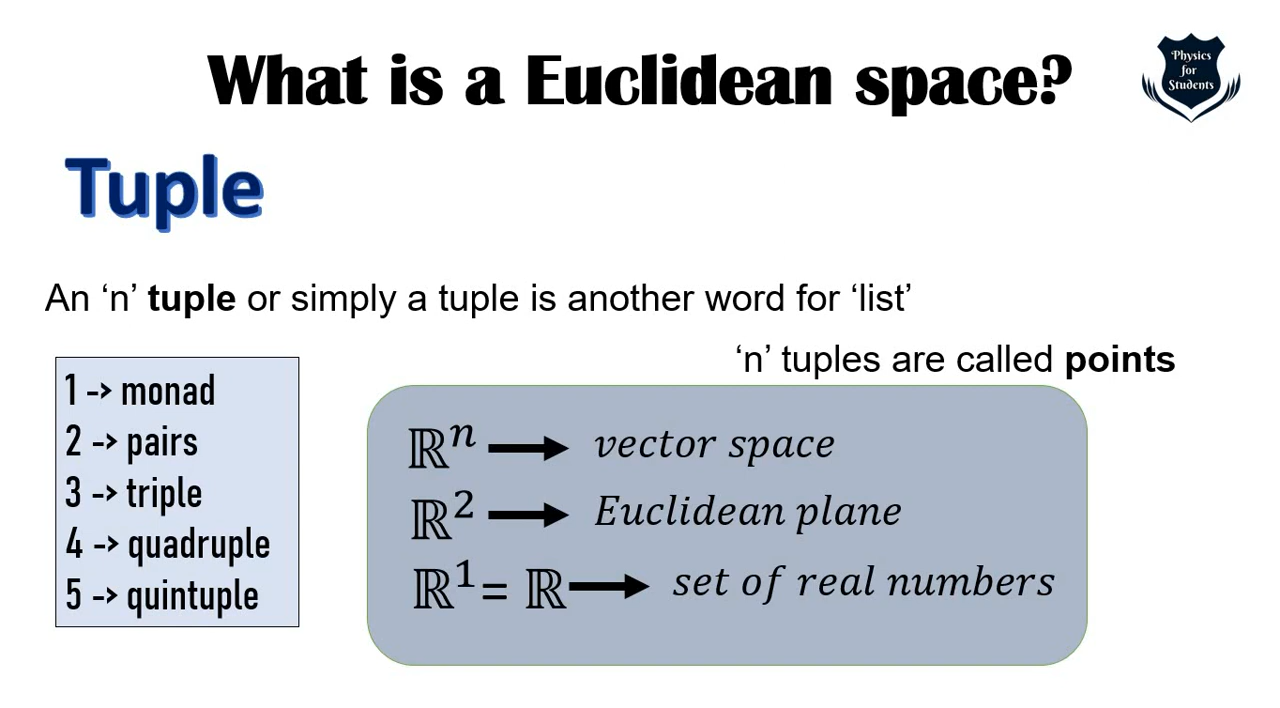 What is a Euclidean space?
Physics
for
Students
Tuple
An ‘n’ tuple or simply a tuple is another word for ‘list’
‘n’ tuples are called points
1 -> monad
2 -> pairs
3 -> triple
4 -> quadruple
5 -> quintuple
ℝⁿ → vector space
ℝ² → Euclidean plane
ℝ¹ = ℝ → set of real numbers